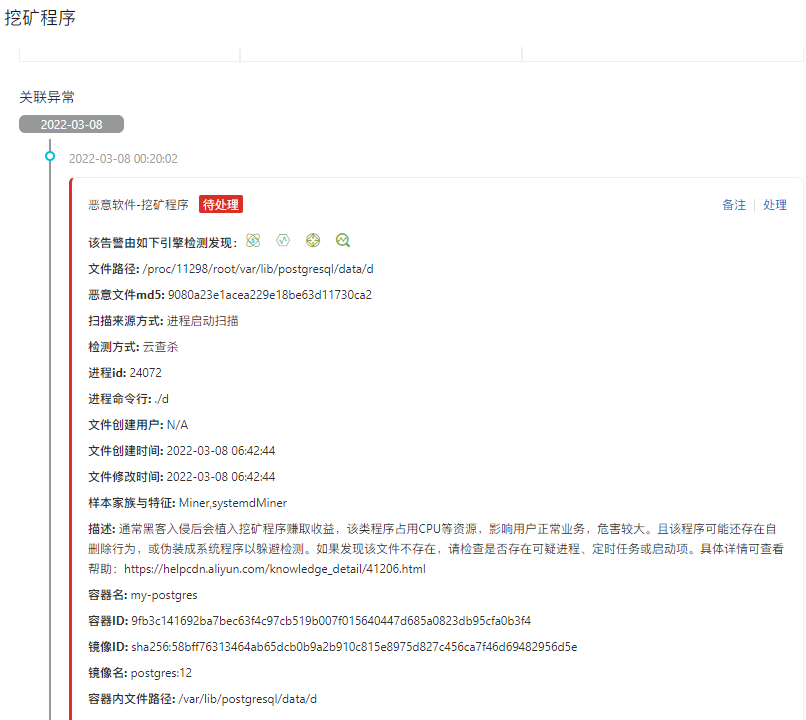 挖矿程序
关联异常
2022-03-08
2022-03-08 00:20:02
恶意软件-挖矿程序 待处理 备注 处理
该告警由如下引擎检测发现：
文件路径: /proc/11298/root/var/lib/postgresql/data/d
恶意文件md5: 9080a23e1acea229e18be63d11730ca2
扫描来源方式: 进程启动扫描
检测方式: 云查杀
进程id: 24072
进程命令行: ./d
文件创建用户: N/A
文件创建时间: 2022-03-08 06:42:44
文件修改时间: 2022-03-08 06:42:44
样本家族与特征: Miner,systemdMiner
描述: 通常黑客入侵后会植入挖矿程序赚取收益，该类程序占用CPU等资源，影响用户正常业务，危害较大。且该程序可能还存在自
删除行为，或伪装成系统程序以躲避检测。如果发现该文件不存在，请检查是否存在可疑进程、定时任务或启动项。具体详情可查看
帮助：https://helpcdn.aliyun.com/knowledge_detail/41206.html
容器名: my-postgres
容器ID: 9fb3c141692ba7bec63f4c97cb519b007f015640447d685a0823db95cfa0b3f4
镜像ID: sha256:58bff76313464ab65dcb0b9a2b910c815e8975d827c456ca7f46d69482956d5e
镜像名: postgres:12
容器内文件路径: /var/lib/postgresql/data/d